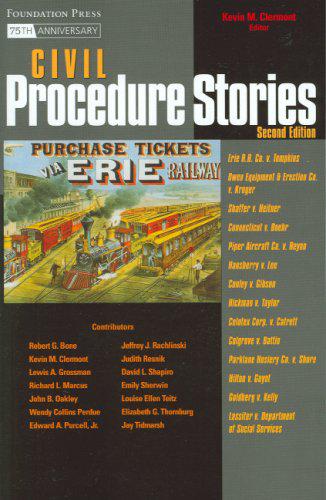 FOUNDATION PRESS
75TH ANNIVERSARY
Kevin M. Clermont
Editor
CIVIL
Procedure Stories
Second Edition
PURCHASE TICKETS
VIA ERIE RAILWAY
Erie R.R. Co. v. Tompkins
Owen Equipment & Erection Co.
v. Kroger
Shaffer v. Heitner
Connecticut v. Doehr
Piper Aircraft Co. v. Reyno
Hansberry v. Lee
Conley v. Gibson
Hickman v. Taylor
Celotex Corp. v. Catrett
Colgrove v. Battin
Parklane Hosiery Co. v. Shore
Hilton v. Guyot
Goldberg v. Kelly
Lassiter v. Department
of Social Services
Contributors
Robert G. Bone
Kevin M. Clermont
Lewis A. Grossman
Richard L. Marcus
John B. Oakley
Wendy Collins Perdue
Edward A. Purcell, Jr.
Jeffrey J. Rachlinski
Judith Resnik
David L. Shapiro
Emily Sherwin
Louise Ellen Teitz
Elizabeth G. Thornburg
Jay Tidmarsh